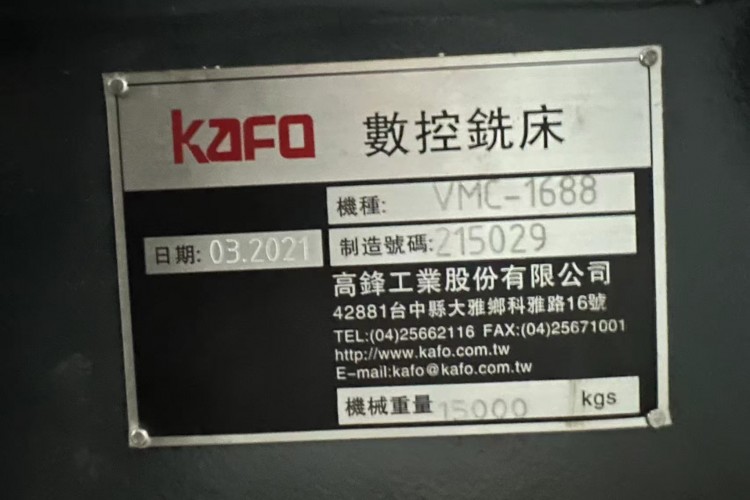 kaFO 數控銑床
機種: VMC-1688
日期: 03.2021 制造號碼: 215029
高鋒工業股份有限公司
42881台中縣大雅鄉科雅路16號
TEL:(04)25662116 FAX:(04)25671001
http://www.kafo.com.tw
E-mail:kafo@kafo.com.tw
機械重量 15000 kgs